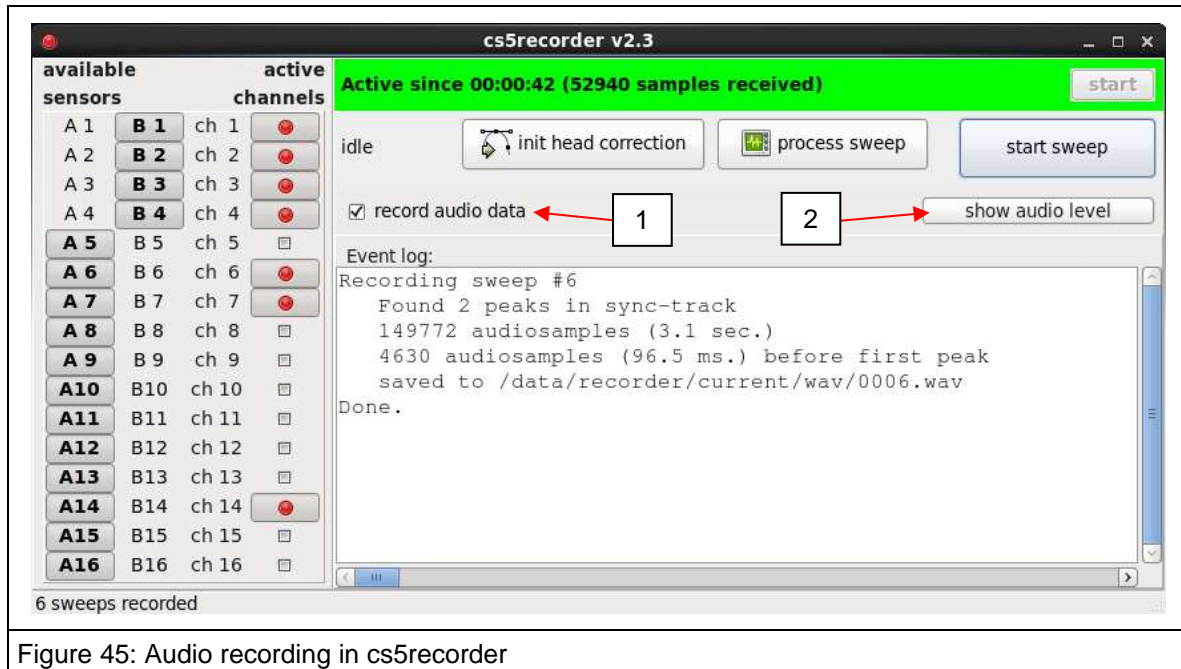 cs5recorder v2.3
available active
sensors channels
Active since 00:00:42 (52940 samples received)
start
A 1 B 1 ch 1
A 2 B 2 ch 2
A 3 B 3 ch 3
A 4 B 4 ch 4
A 5 B 5 ch 5
A 6 B 6 ch 6
A 7 B 7 ch 7
A 8 B 8 ch 8
A 9 B 9 ch 9
A10 B10 ch 10
A11 B11 ch 11
A12 B12 ch 12
A13 B13 ch 13
A14 B14 ch 14
A15 B15 ch 15
A16 B16 ch 16
idle
init head correction
process sweep
start sweep
record audio data
1
2
show audio level
Event log:
Recording sweep #6
Found 2 peaks in sync-track
149772 audiosamples (3.1 sec.)
4630 audiosamples (96.5 ms.) before first peak
saved to /data/recorder/current/wav/0006.wav
Done.
6 sweeps recorded
Figure 45: Audio recording in cs5recorder